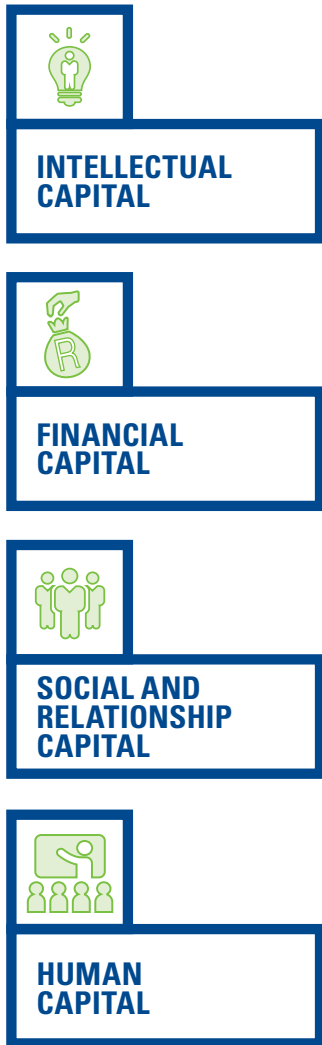 INTELLECTUAL
CAPITAL
R
FINANCIAL
CAPITAL
SOCIAL AND
RELATIONSHIP
CAPITAL
HUMAN
CAPITAL